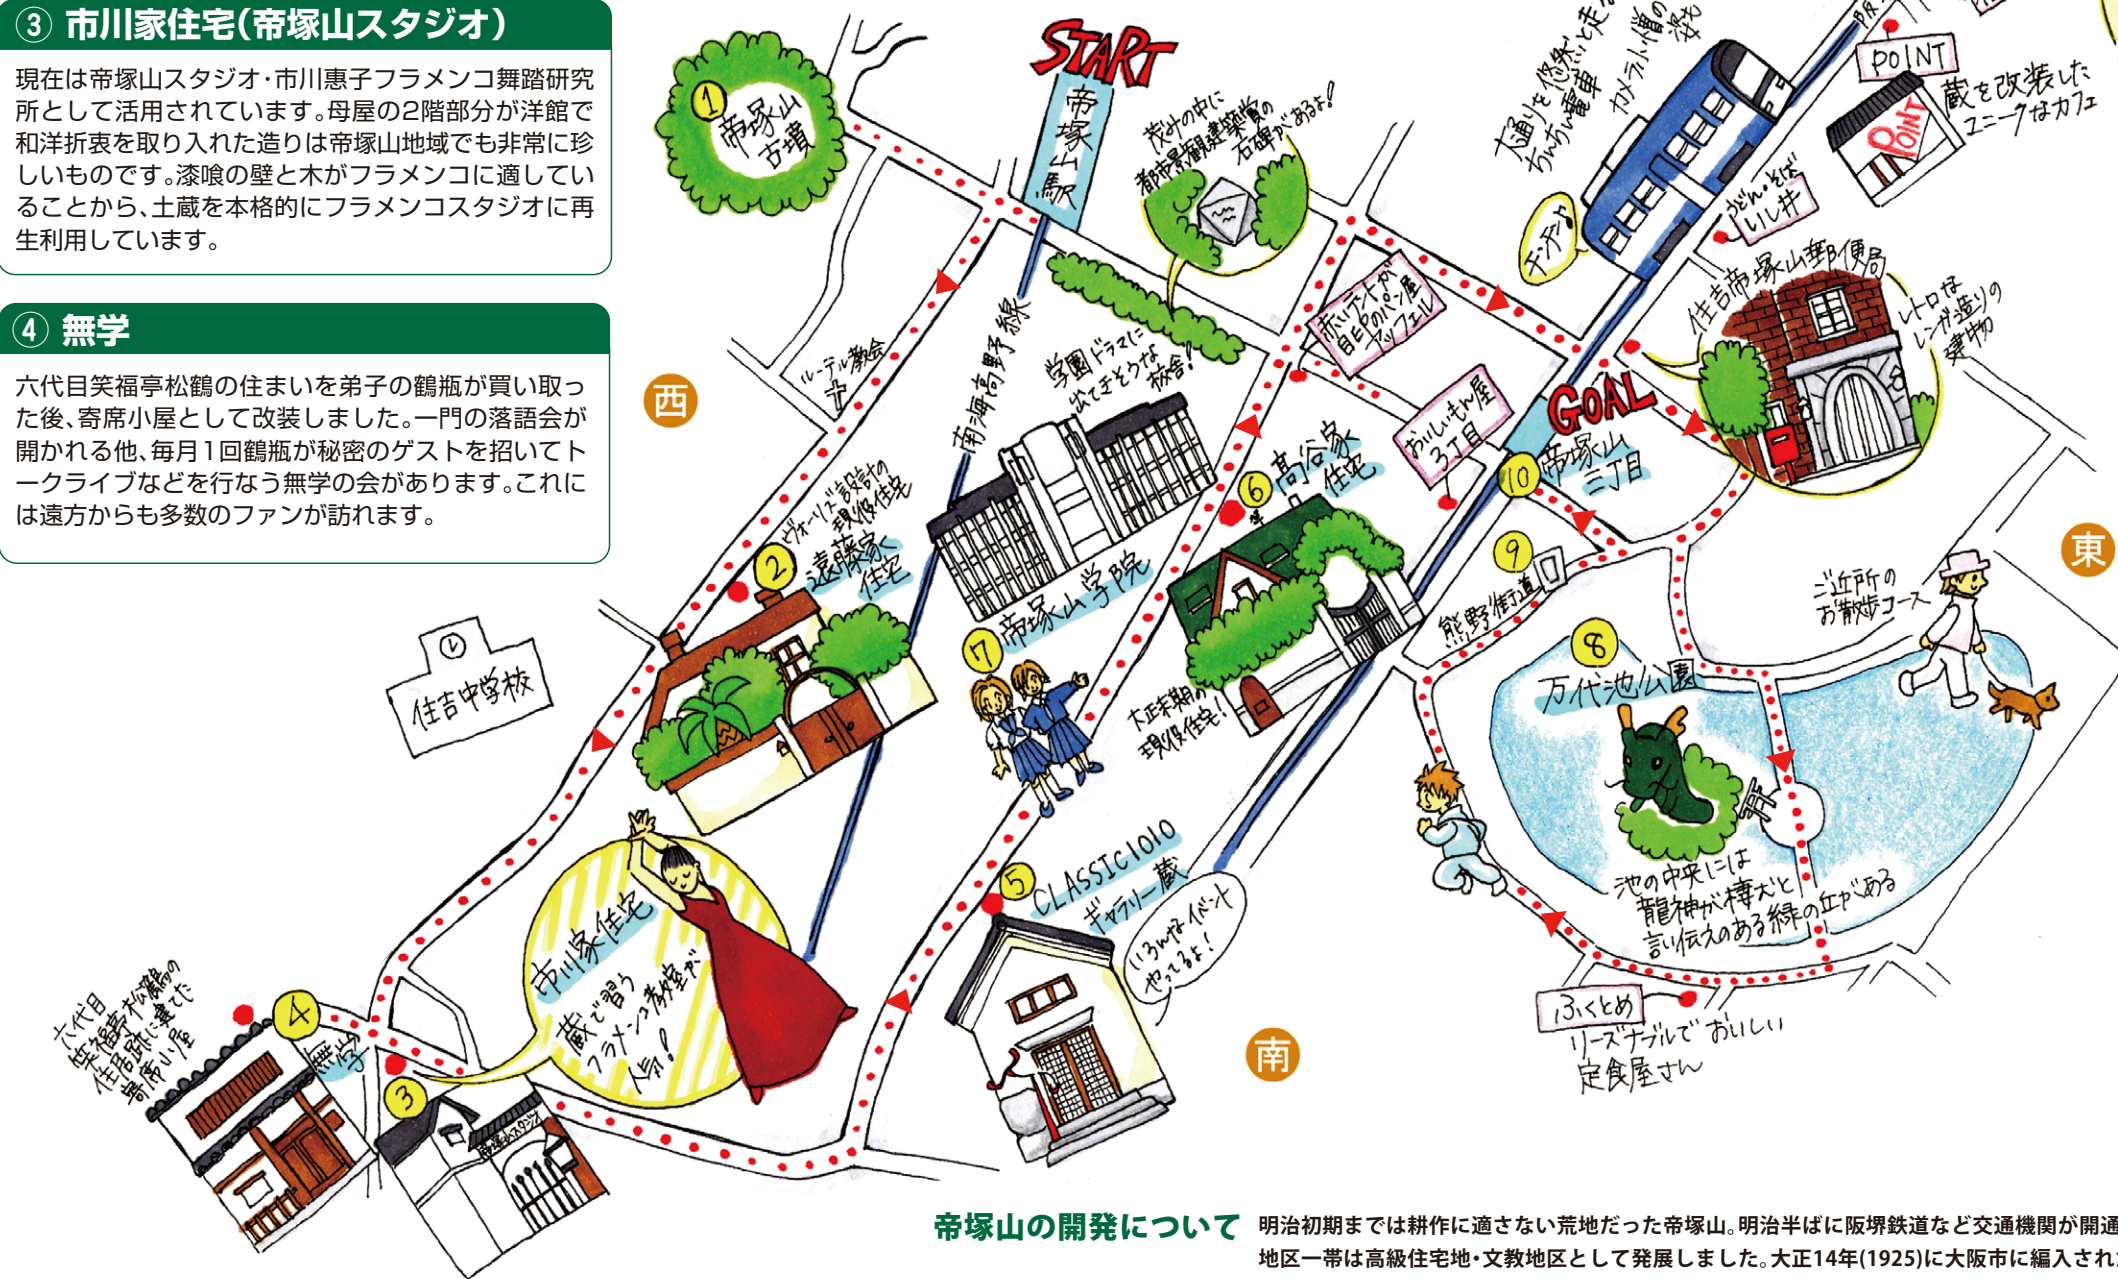 ③ 市川家住宅(帝塚山スタジオ)
現在は帝塚山スタジオ・市川惠子フラメンコ舞踏研究
所として活用されています。母屋の2階部分が洋館で
和洋折衷を取り入れた造りは帝塚山地域でも非常に珍
しいものです。漆喰の壁と木がフラメンコに適してい
ることから、土蔵を本格的にフラメンコスタジオに再
生利用しています。
④ 無学
六代目笑福亭松鶴の住まいを弟子の鶴瓶が買い取っ
た後、寄席小屋として改装しました。一門の落語会が
開かれる他、毎月1回鶴瓶が秘密のゲストを招いてト
ークライブなどを行なう無学の会があります。これに
は遠方からも多数のファンが訪れます。
START
帝塚山駅
1
帝塚山
古墳
茂みの中に
都市景観建築賞の
石碑があるよ!
大通りを悠然と走る
ちんちん電車
カメラ小僧の
姿も
チンチン♪
POINT
POINT
蔵を改装した
ユニークなカフェ
うどん・そば
いし井
住吉帝塚山郵便局
レトロな
レンガ造りの
建物
赤いテントが
目印のパン屋
アッフェル
おいしいもん屋
3丁目
GOAL
10
帝塚山
三丁目
西
東
南
ルーテル教会
南海高野線
学園ドラマに
出てきそうな
校舎!
2
ヴォーリズ設計の
現役住宅
遠藤家
住宅
住吉中学校
7
帝塚山学院
6
高谷家
住宅
大正末期の
現役住宅!
9
熊野街道
8
万代池公園
ご近所の
お散歩コース
池の中央には
龍神が棲むと
言い伝えのある緑の丘がある
ふくとめ
リーズナブルでおいしい
定食屋さん
5
CLASSIC1010
ギャラリー蔵
いろんなイベント
やってるよ!
市川家住宅
蔵で習う
フラメンコ教室が
人気!
3
帝塚山スタジオ
4
無学
六代目
笑福亭松鶴の
住居跡に建てた
寄席小屋
帝塚山の開発について
明治初期までは耕作に適さない荒地だった帝塚山。明治半ばに阪堺鉄道など交通機関が開通
地区一帯は高級住宅地・文教地区として発展しました。大正14年(1925)に大阪市に編入され